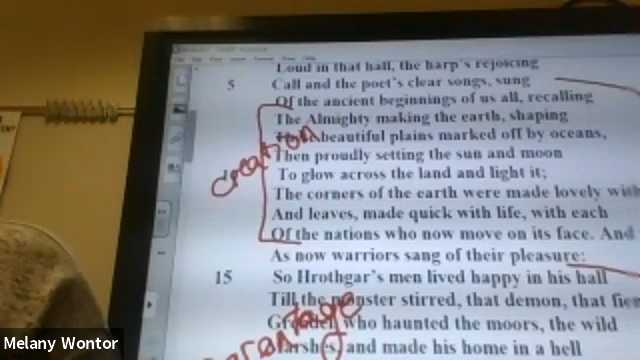 Loud in that hall, the harp's rejoicing
5 Call and the poet's clear songs, sung
Of the ancient beginnings of us all, recalling
The Almighty making the earth, shaping
beautiful plains marked off by oceans,
Then proudly setting the sun and moon
To glow across the land and light it;
The corners of the earth were made lovely with
And leaves, made quick with life, with each
Of the nations who now move on its face. And
As now warriors sang of their pleasure:
15 So Hrothgar's men lived happy in his hall
Till the monster stirred, that demon, that fien
Grendel, who haunted the moors, the wild
Marshes, and made his home in a hell
creation
Melany Wontor